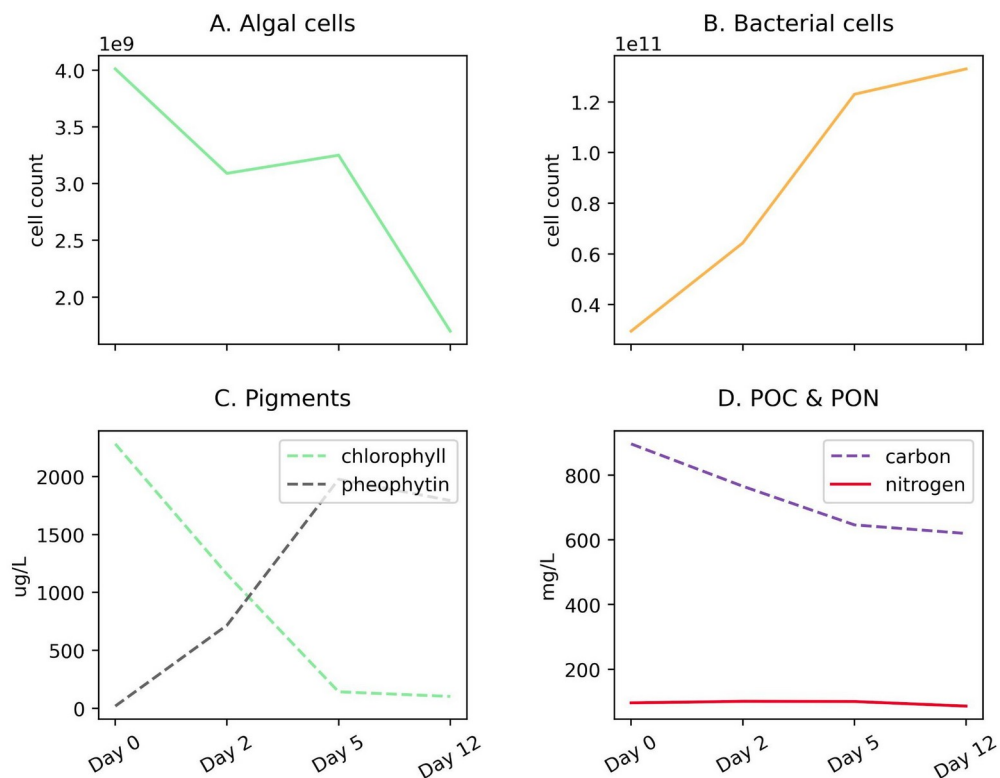 A. Algal cells
1e9
4.0
3.5
3.0
2.5
2.0
cell count
B. Bacterial cells
1e11
1.2
1.0
0.8
0.6
0.4
cell count
C. Pigments
chlorophyll
pheophytin
2000
1500
1000
500
0
ug/L
Day 0
Day 2
Day 5
Day 12
D. POC & PON
carbon
nitrogen
800
600
400
200
mg/L
Day 0
Day 2
Day 5
Day 12